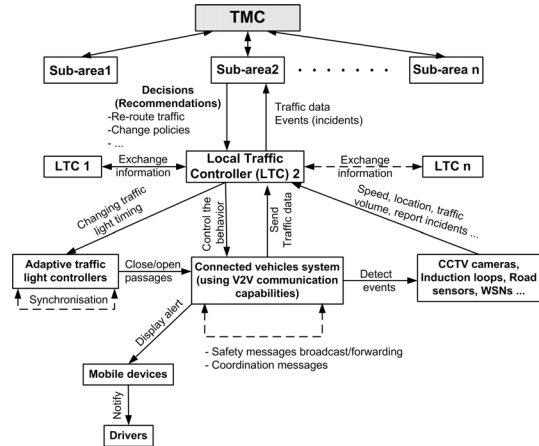 TMC
Sub-area1
Sub-area2
. . . . . . .
Sub-area n
Decisions
(Recommendations)
-Re-route traffic
-Change policies
- ...
Traffic data
Events (incidents)
LTC 1
Exchange
information
Local Traffic
Controller (LTC) 2
Exchange
information
LTC n
Changing traffic
light timing
Control the
behavior
Send
Traffic data
Speed, location, traffic
volume, report incidents ...
Adaptive traffic
light controllers
Synchronisation
Close/open
passages
Connected vehicles system
(using V2V communication
capabilities)
Detect
events
CCTV cameras,
Induction loops, Road
sensors, WSNs ...
Display alert
- Safety messages broadcast/forwarding
- Coordination messages
Mobile devices
Notify
Drivers